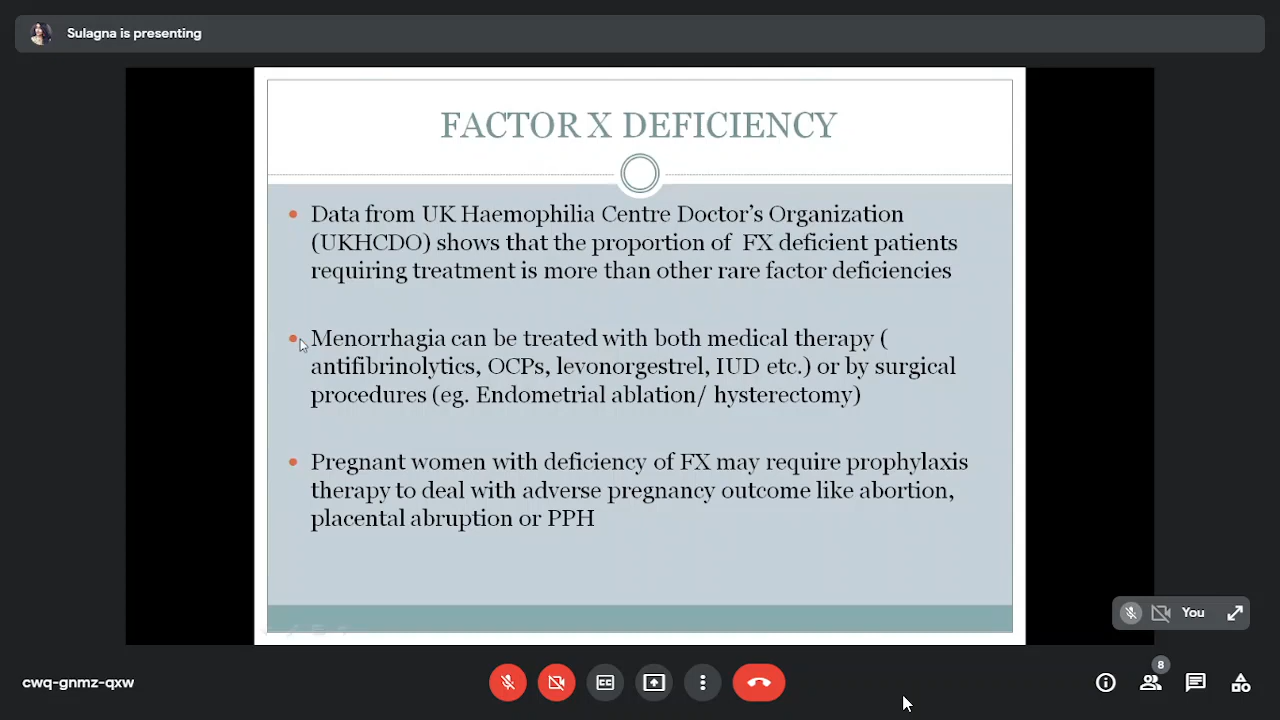 Sulagna is presenting
FACTOR X DEFICIENCY
Data from UK Haemophilia Centre Doctor's Organization
(UKHCDO) shows that the proportion of FX deficient patients
requiring treatment is more than other rare factor deficiencies
Menorrhagia can be treated with both medical therapy (
antifibrinolytics, OCPs, levonorgestrel, IUD etc.) or by surgical
procedures (eg. Endometrial ablation/ hysterectomy)
Pregnant women with deficiency of FX may require prophylaxis
therapy to deal with adverse pregnancy outcome like abortion,
placental abruption or PPH
You
cwq-gnmz-qxw
CC
8